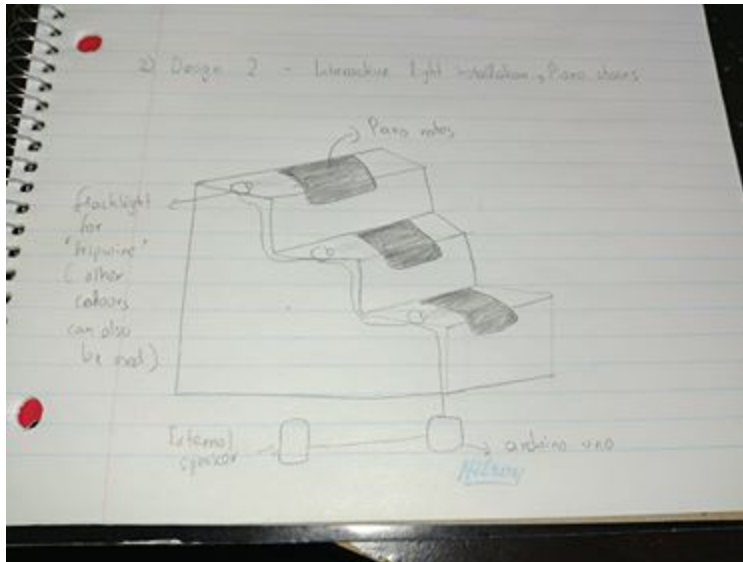 2) Design 2 - Interactive light installation, Piano stairs
Piano notes
flashlight
for
"tripwire"
( other
colours
can also
be used )
External
speaker
arduino uno